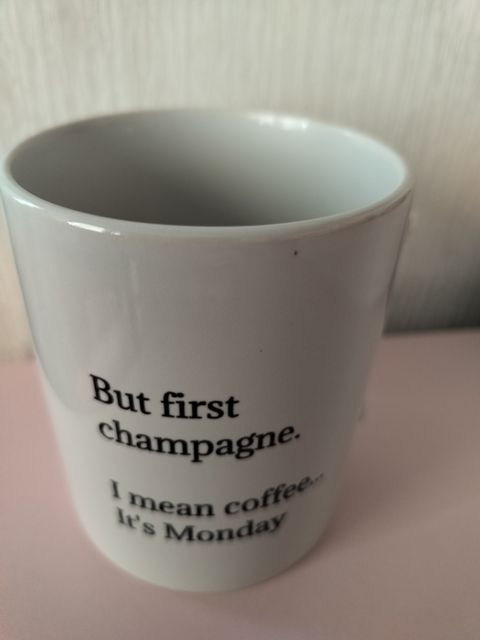 But first
champagne.
I mean coffee...
It's Monday